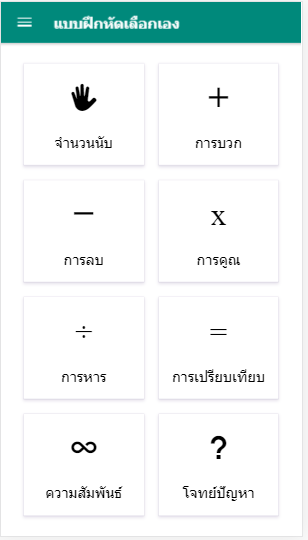 แบบฝึกหัดเลือกเอง
+
จำนวนนับ
การบวก
−
x
การลบ
การคูณ
÷
=
การหาร
การเปรียบเทียบ
∞
?
ความสัมพันธ์
โจทย์ปัญหา